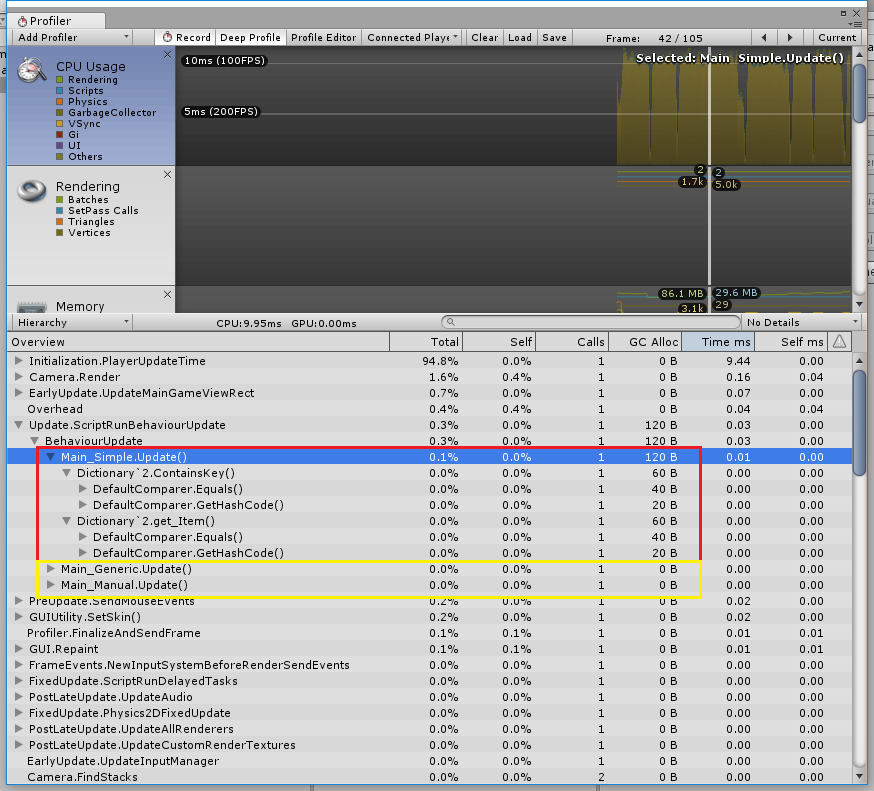 Profiler
Add Profiler Record Deep Profile Profiler Editor Connected Playe Clear Load Save Frame: 42 / 105 Current
CPU Usage
Rendering
Scripts
Physics
GarbageCollector
VSync
Gi
UI
Others
10ms (100FPS)
5ms (200FPS)
Selected: Main_Simple.Update()
Rendering
Batches
SetPass Calls
Triangles
Vertices
2 2
1.7k 5.0k
Memory
86.1 MB 29.6 MB
3.1k 29
Hierarchy CPU:9.95ms GPU:0.00ms No Details
Overview Total Self Calls GC Alloc Time ms Self ms
Initialization.PlayerUpdateTime 94.8% 0.0% 1 0 B 9.44 0.00
Camera.Render 1.6% 0.4% 1 0 B 0.16 0.04
EarlyUpdate.UpdateMainGameViewRect 0.7% 0.0% 1 0 B 0.07 0.00
Overhead 0.4% 0.4% 1 0 B 0.04 0.04
Update.ScriptRunBehaviourUpdate 0.3% 0.0% 1 120 B 0.03 0.00
BehaviourUpdate 0.3% 0.0% 1 120 B 0.03 0.00
Main_Simple.Update() 0.1% 0.0% 1 120 B 0.01 0.00
Dictionary`2.ContainsKey() 0.0% 0.0% 1 60 B 0.00 0.00
DefaultComparer.Equals() 0.0% 0.0% 1 40 B 0.00 0.00
DefaultComparer.GetHashCode() 0.0% 0.0% 1 20 B 0.00 0.00
Dictionary`2.get_Item() 0.0% 0.0% 1 60 B 0.00 0.00
DefaultComparer.Equals() 0.0% 0.0% 1 40 B 0.00 0.00
DefaultComparer.GetHashCode() 0.0% 0.0% 1 20 B 0.00 0.00
Main_Generic.Update() 0.0% 0.0% 1 0 B 0.00 0.00
Main_Manual.Update() 0.0% 0.0% 1 0 B 0.00 0.00
PreUpdate.SendMouseEvents 0.2% 0.0% 1 0 B 0.02 0.00
GUIUtility.SetSkin() 0.2% 0.0% 1 0 B 0.02 0.00
Profiler.FinalizeAndSendFrame 0.1% 0.1% 1 0 B 0.01 0.01
GUI.Repaint 0.1% 0.1% 1 0 B 0.01 0.01
FrameEvents.NewInputSystemBeforeRenderSendEvents 0.0% 0.0% 1 0 B 0.00 0.00
FixedUpdate.ScriptRunDelayedTasks 0.0% 0.0% 1 0 B 0.00 0.00
PostLateUpdate.UpdateAudio 0.0% 0.0% 1 0 B 0.00 0.00
FixedUpdate.Physics2DFixedUpdate 0.0% 0.0% 1 0 B 0.00 0.00
PostLateUpdate.UpdateAllRenderers 0.0% 0.0% 1 0 B 0.00 0.00
PostLateUpdate.UpdateCustomRenderTextures 0.0% 0.0% 1 0 B 0.00 0.00
EarlyUpdate.UpdateInputManager 0.0% 0.0% 1 0 B 0.00 0.00
Camera.FindStacks 0.0% 0.0% 2 0 B 0.00 0.00